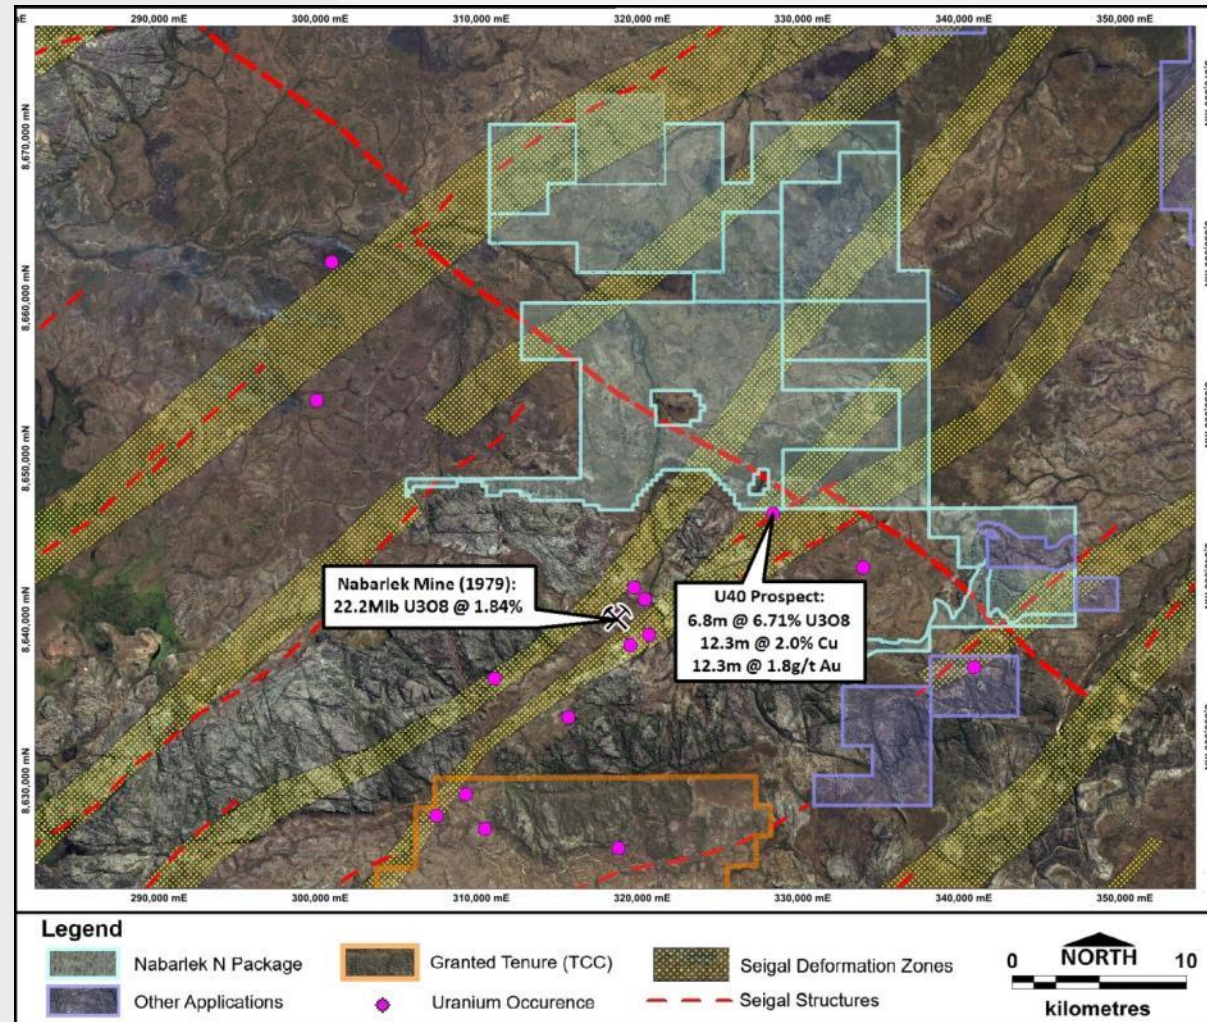 mE 290,000 mE 300,000 mE 310,000 mE 320,000 mE 330,000 mE 340,000 mE 350,000 mE
8,670,000 mN
8,660,000 mN
8,650,000 mN
8,640,000 mN
8,630,000 mN
Nabarlek Mine (1979):
22.2Mlb U3O8 @ 1.84%
U40 Prospect:
6.8m @ 6.71% U3O8
12.3m @ 2.0% Cu
12.3m @ 1.8g/t Au
290,000 mE 300,000 mE 310,000 mE 320,000 mE 330,000 mE 340,000 mE 350,000 mE
Legend
Nabarlek N Package
Granted Tenure (TCC)
Seigal Deformation Zones
Other Applications
Uranium Occurence
Seigal Structures
NORTH
0 10
kilometres